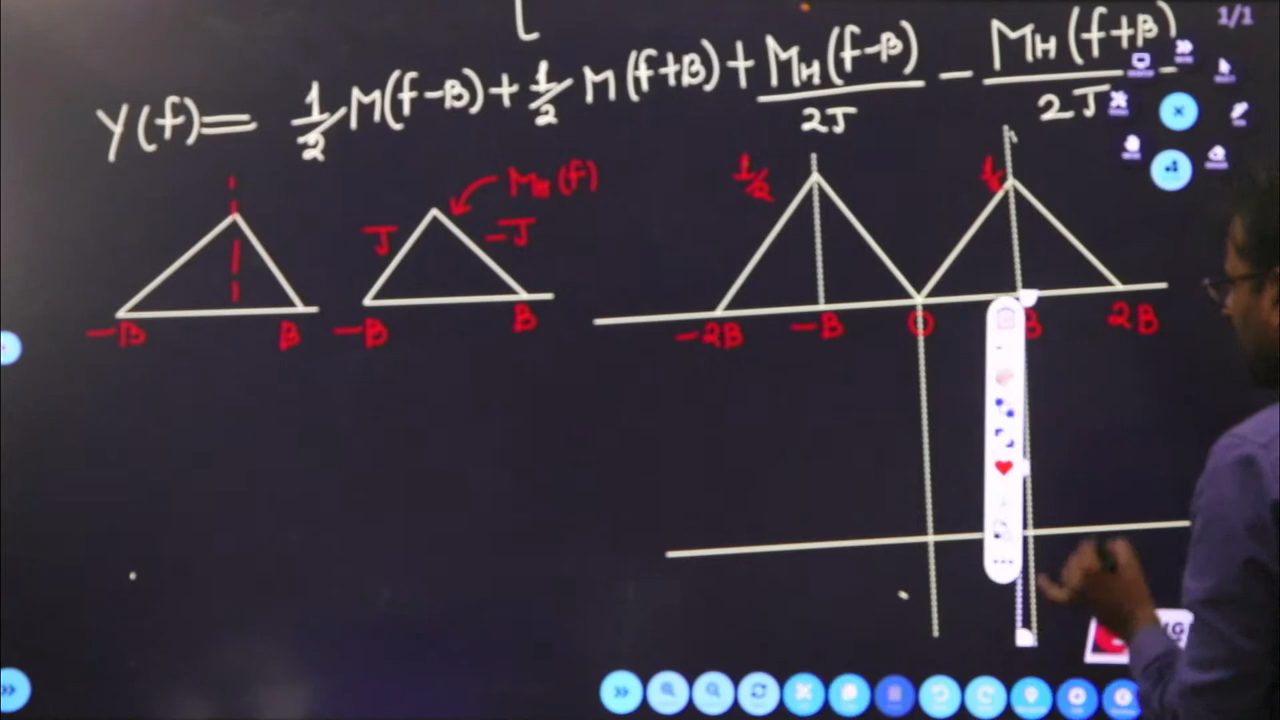 1/1
Y(f) = 1/2 M(f-B) + 1/2 M(f+B) + M_H(f-B)/2J - M_H(f+B)/2J
M_H(f)
J
-J
1/2
-B
B
-B
B
-2B
-B
0
B
2B